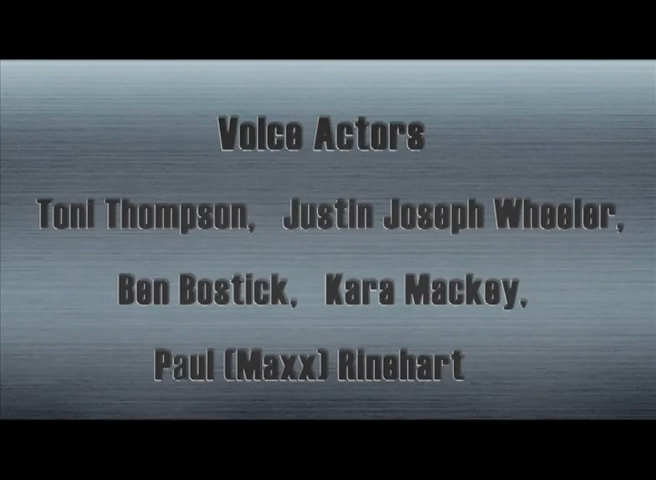 Voice Actors
Toni Thompson, Justin Joseph Wheeler,
Ben Bostick, Kara Mackey,
Paul (Maxx) Rinehart